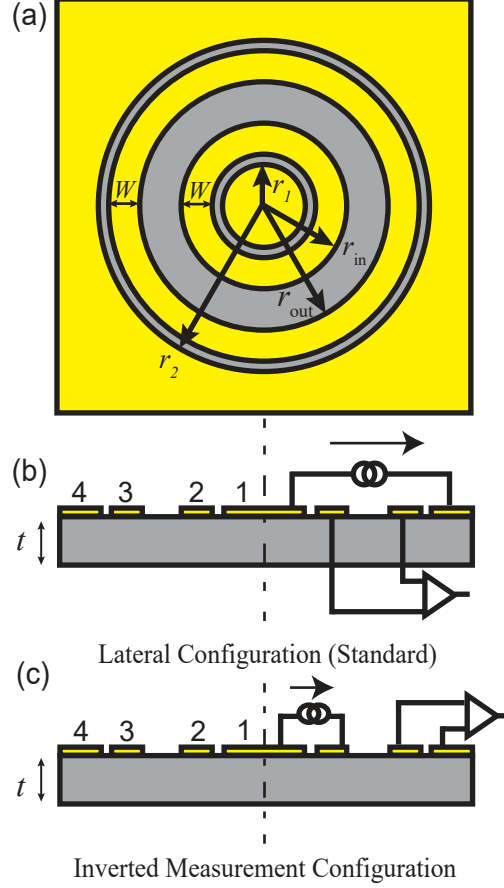 (a)
W
W
r1
rin
rout
r2
(b)
4 3 2 1
t
Lateral Configuration (Standard)
(c)
4 3 2 1
t
Inverted Measurement Configuration